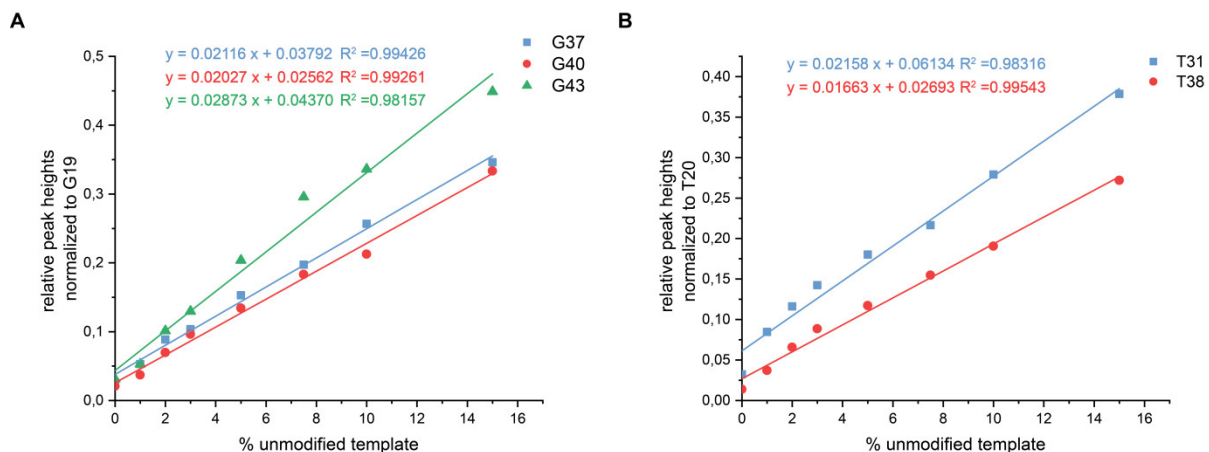 A
y = 0.02116 x + 0.03792 R² =0.99426
y = 0.02027 x + 0.02562 R² =0.99261
y = 0.02873 x + 0.04370 R² =0.98157
G37
G40
G43
relative peak heights
normalized to G19
0,5
0,4
0,3
0,2
0,1
0,0
0 2 4 6 8 10 12 14 16
% unmodified template
B
y = 0.02158 x + 0.06134 R² =0.98316
y = 0.01663 x + 0.02693 R² =0.99543
T31
T38
relative peak heights
normalized to T20
0,40
0,35
0,30
0,25
0,20
0,15
0,10
0,05
0,00
0 2 4 6 8 10 12 14 16
% unmodified template